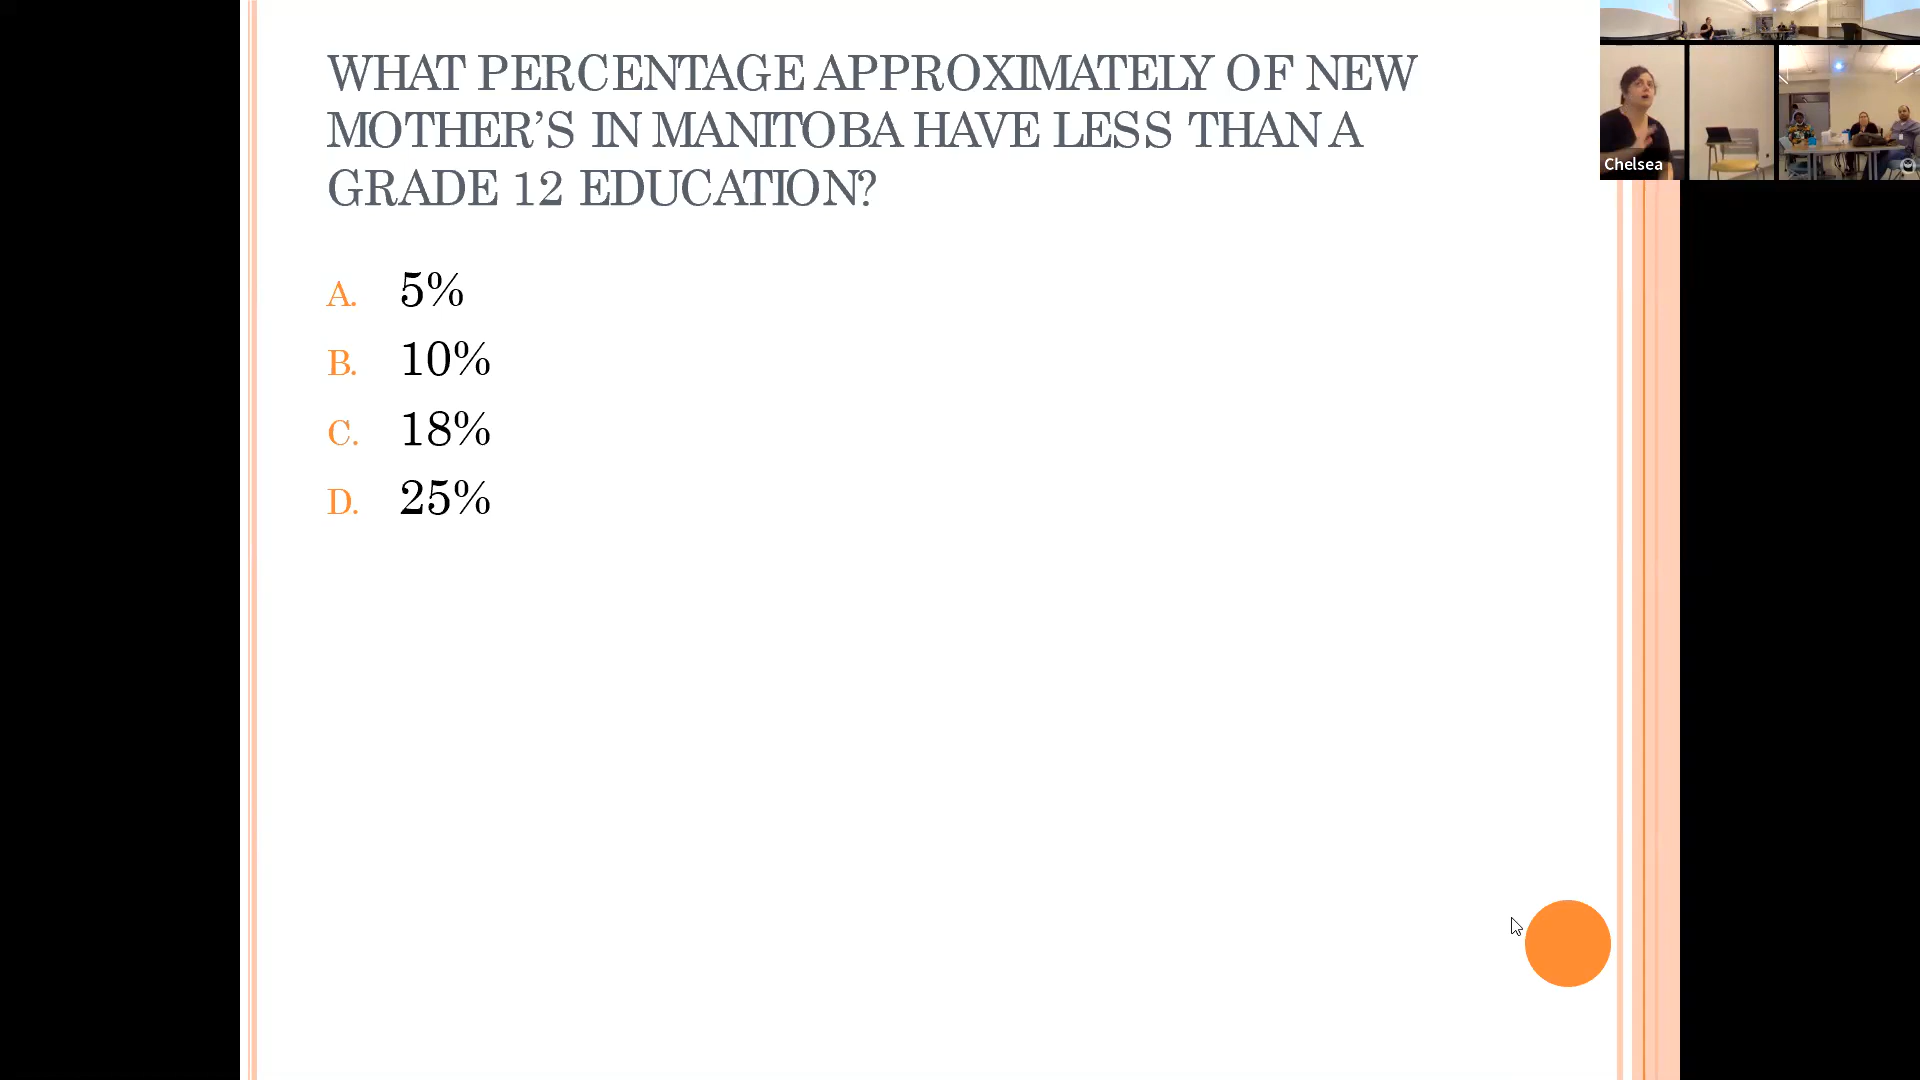 WHAT PERCENTAGE APPROXIMATELY OF NEW
MOTHER’S IN MANITOBA HAVE LESS THAN A
GRADE 12 EDUCATION?
A. 5%
B. 10%
C. 18%
D. 25%
Chelsea